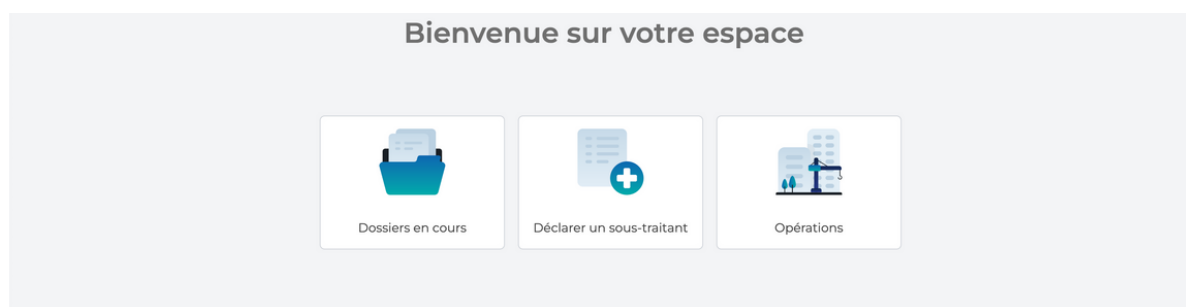 Bienvenue sur votre espace
Dossiers en cours
Déclarer un sous-traitant
Opérations